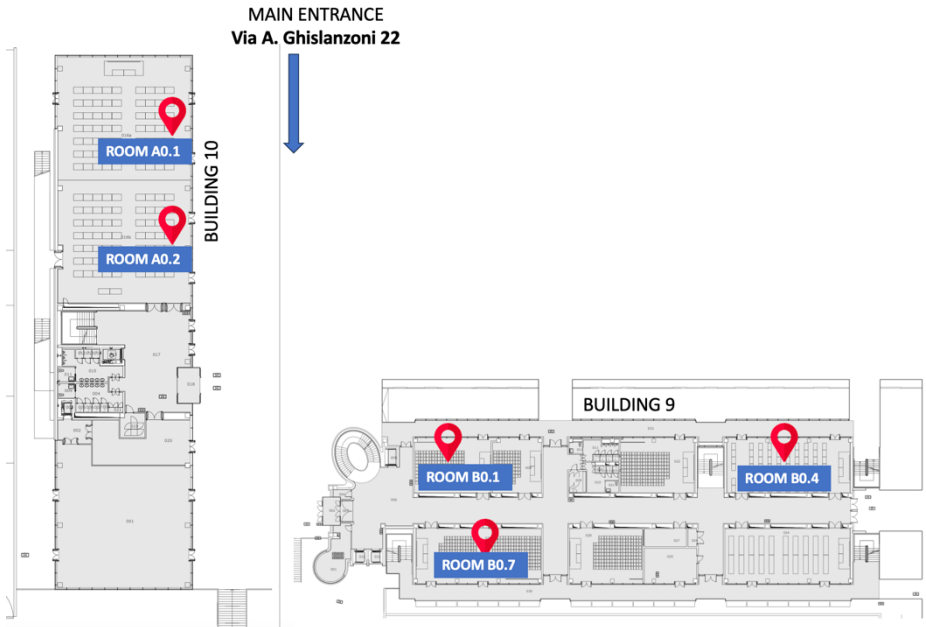 MAIN ENTRANCE
Via A. Ghislanzoni 22
ROOM A0.1
BUILDING 10
ROOM A0.2
BUILDING 9
ROOM B0.1
ROOM B0.4
ROOM B0.7